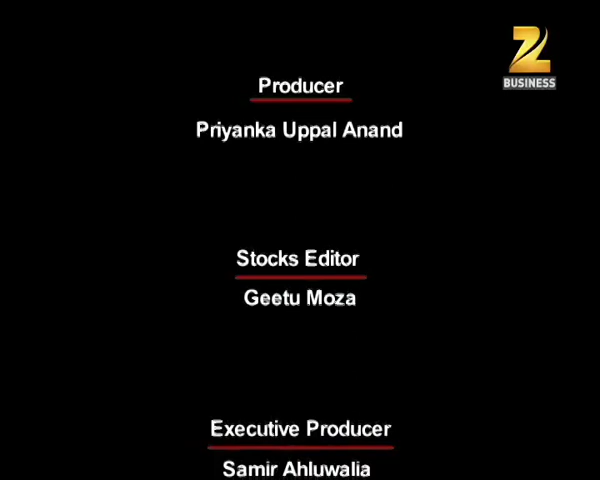 Z
BUSINESS
Producer
Priyanka Uppal Anand
Stocks Editor
Geetu Moza
Executive Producer
Samir Ahluwalia